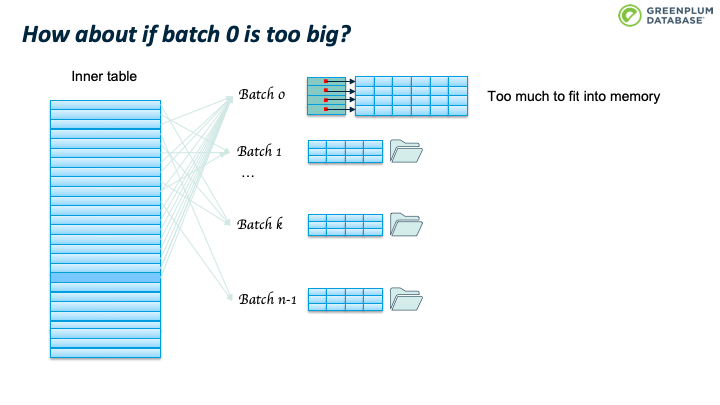 How about if batch 0 is too big?
GREENPLUM
DATABASE®
Inner table
Batch 0
Too much to fit into memory
Batch 1
...
Batch k
Batch n-1